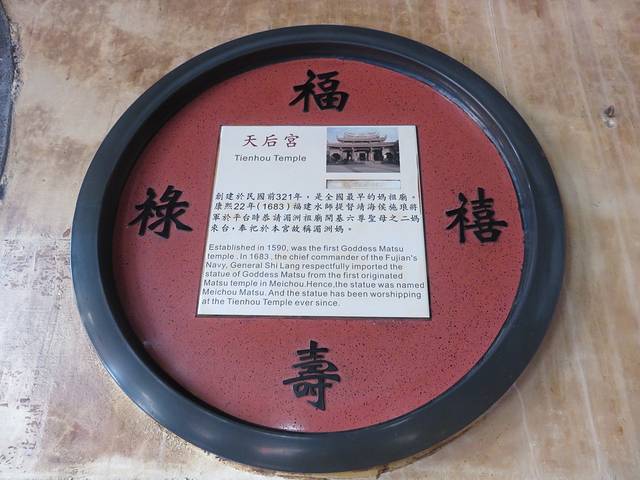 福
天后宮
Tienhou Temple
創建於民國前321年，是全國最早的媽祖廟。
康熙22年(1683)福建水師提督靖海侯施琅將
軍於平台時恭請湄洲祖廟開基六尊聖母之二媽
來台，奉祀於本宮故稱湄洲媽。
Established in 1590, was the first Goddess Matsu
temple . In 1683, the chief commander of the Fujian's
Navy, General Shi Lang respectfully imported the
statue of Goddess Matsu from the first originated
Matsu temple in Meichou.Hence,the statue was named
Meichou Matsu. And the statue has been worshipping
at the Tienhou Temple ever since.
祿
禧
壽